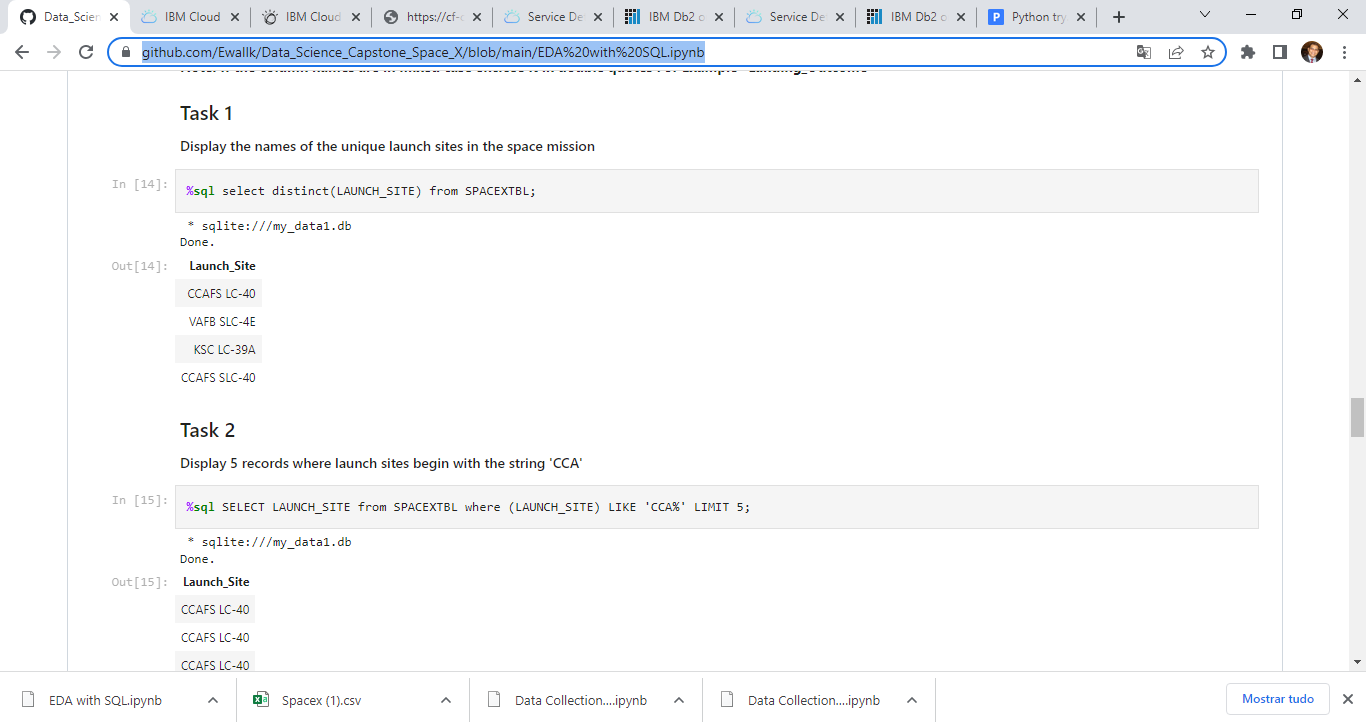 Data_Scien
IBM Cloud
IBM Cloud
https://cf-c
Service De
IBM Db2 o
Service De
IBM Db2 o
Python try
github.com/Ewallk/Data_Science_Capstone_Space_X/blob/main/EDA%20with%20SQL.ipynb
Task 1
Display the names of the unique launch sites in the space mission
In [14]: %sql select distinct(LAUNCH_SITE) from SPACEXTBL;
* sqlite:///my_data1.db
Done.
Out[14]: Launch_Site
CCAFS LC-40
VAFB SLC-4E
KSC LC-39A
CCAFS SLC-40
Task 2
Display 5 records where launch sites begin with the string 'CCA'
In [15]: %sql SELECT LAUNCH_SITE from SPACEXTBL where (LAUNCH_SITE) LIKE 'CCA%' LIMIT 5;
* sqlite:///my_data1.db
Done.
Out[15]: Launch_Site
CCAFS LC-40
CCAFS LC-40
CCAFS LC-40
EDA with SQL.ipynb
Spacex (1).csv
Data Collection....ipynb
Data Collection....ipynb
Mostrar tudo